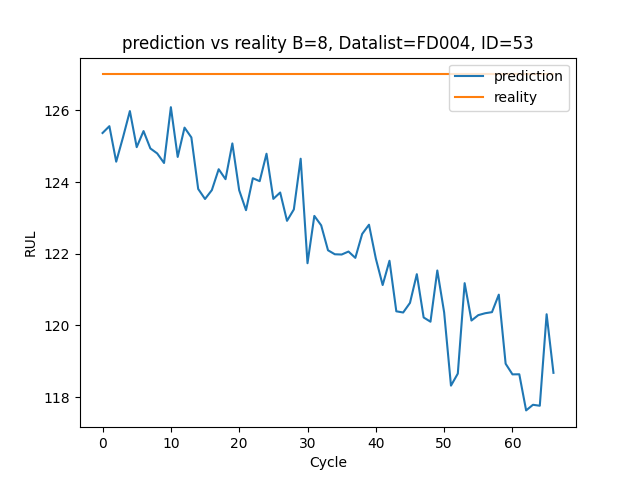 prediction vs reality B=8, Datalist=FD004, ID=53
prediction
reality
126
124
122
120
118
RUL
0 10 20 30 40 50 60
Cycle